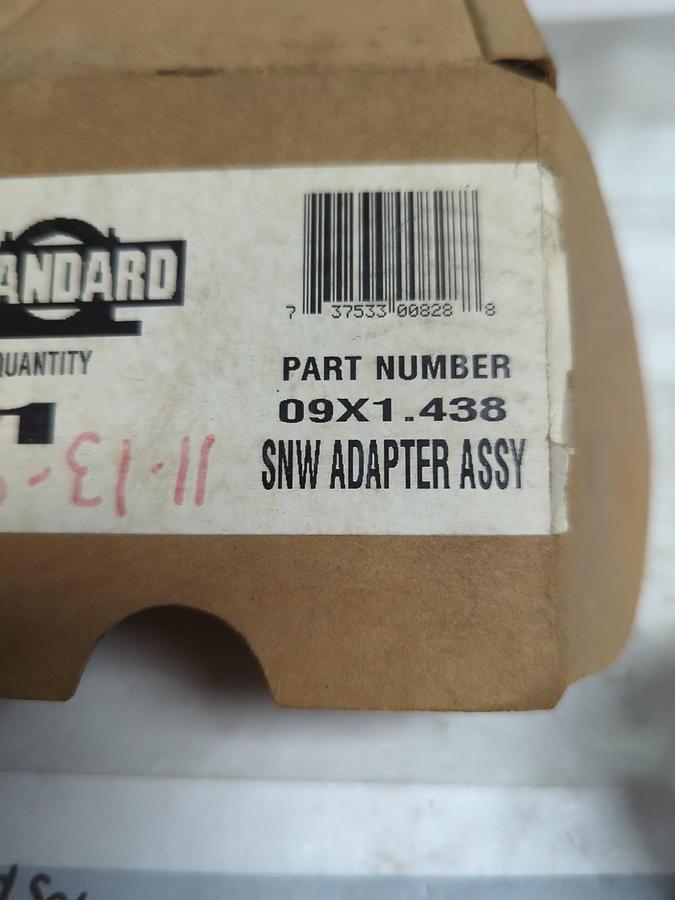 ANDARD
QUANTITY
1
7 37533 00828 8
PART NUMBER
09X1.438
SNW ADAPTER ASSY
11-13-